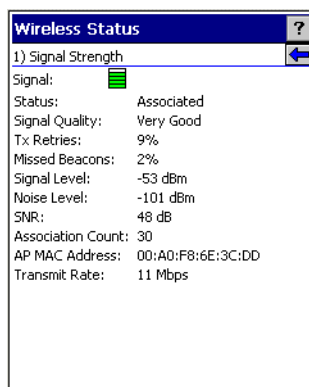 Wireless Status ?
1) Signal Strength
Signal:
Status: Associated
Signal Quality: Very Good
Tx Retries: 9%
Missed Beacons: 2%
Signal Level: -53 dBm
Noise Level: -101 dBm
SNR: 48 dB
Association Count: 30
AP MAC Address: 00:A0:F8:6E:3C:DD
Transmit Rate: 11 Mbps